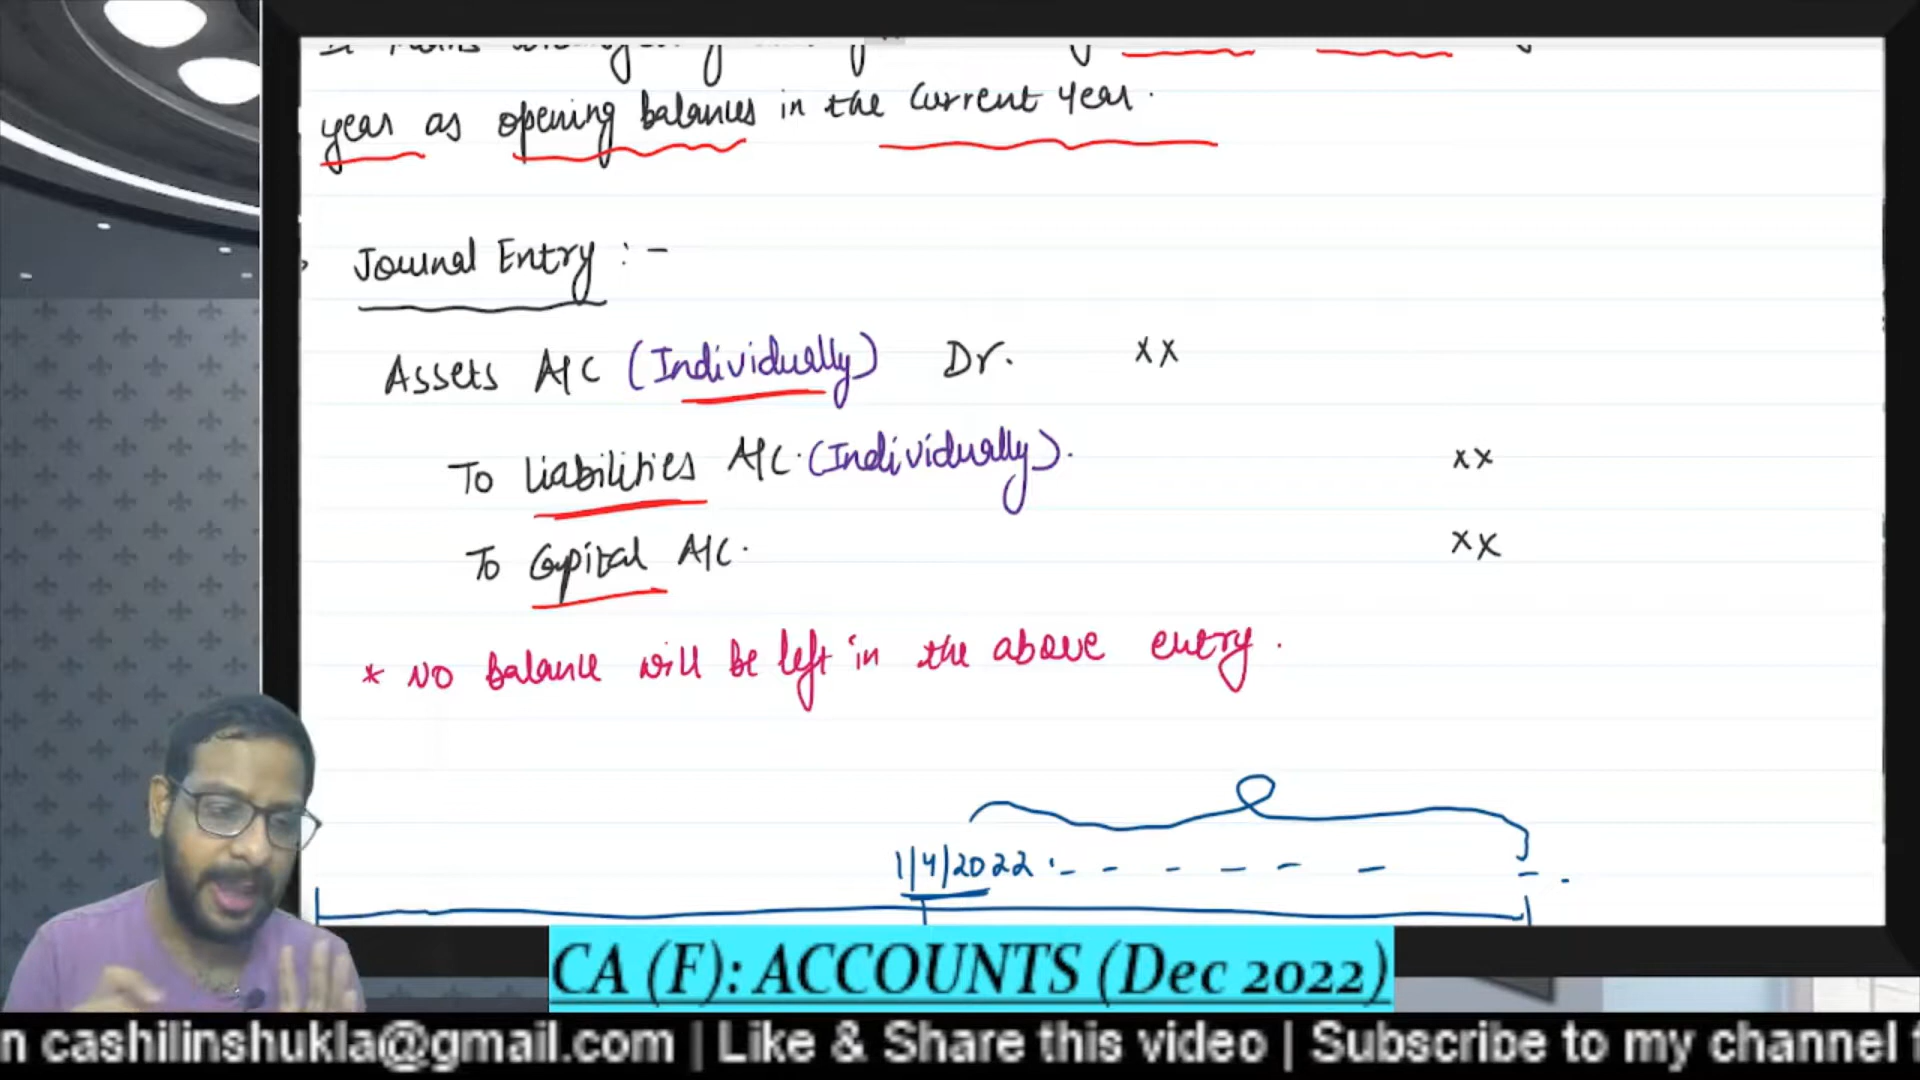 year as opening balances in the current year.
Journal Entry :-
Assets A/C (Individually) Dr. xx
To Liabilities A/C. (Individually). xx
To Capital A/C. xx
* No balance will be left in the above entry.
1/4/2022
CA (F): ACCOUNTS (Dec 2022)
n cashilinshukla@gmail.com | Like & Share this video | Subscribe to my channel f